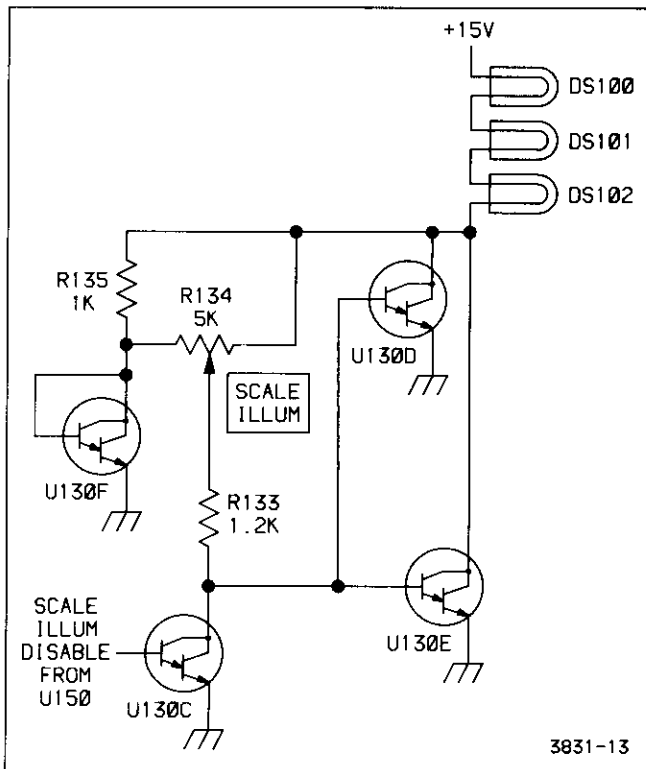 +15V
DS100
DS101
DS102
R135
1K
R134
5K
U130D
SCALE
ILLUM
U130F
R133
1.2K
SCALE
ILLUM
DISABLE
FROM
U150
U130E
U130C
3831-13